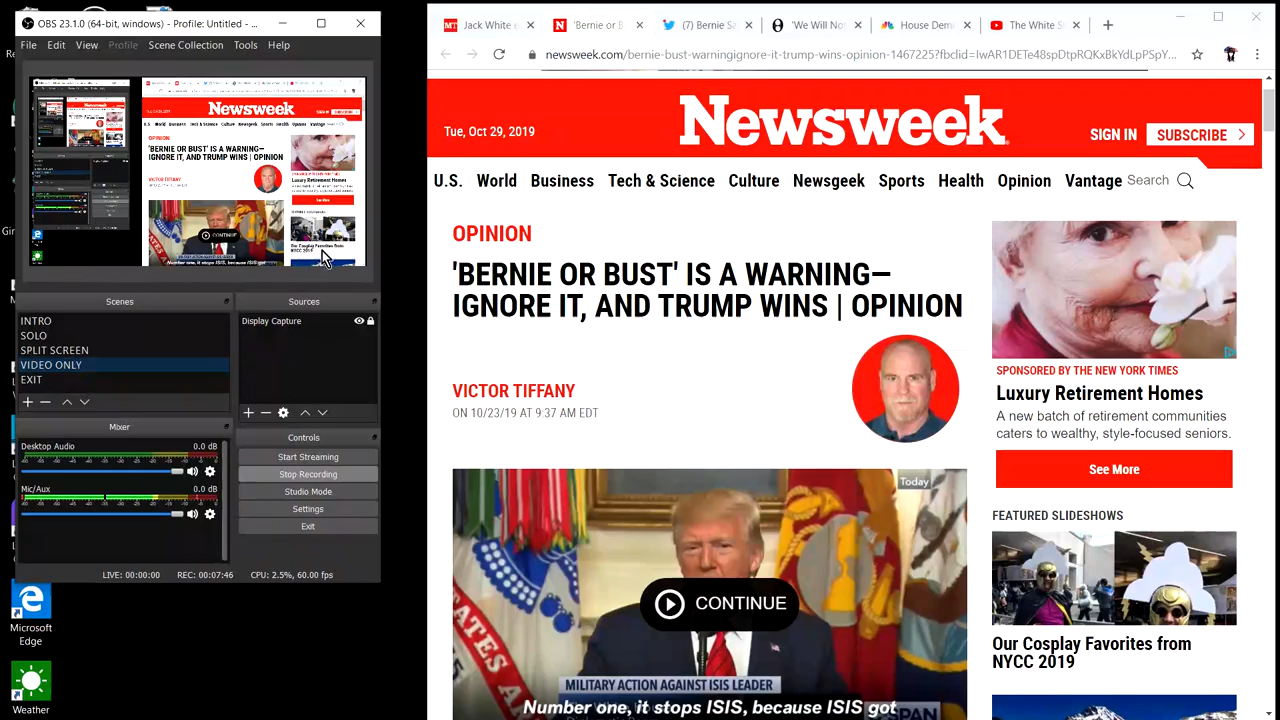 OBS 23.1.0 (64-bit, windows) - Profile: Untitled - ...
File Edit View Profile Scene Collection Tools Help
Scenes
INTRO
SOLO
SPLIT SCREEN
VIDEO ONLY
EXIT
Sources
Display Capture
Mixer
Desktop Audio 0.0 dB
Mic/Aux 0.0 dB
Controls
Start Streaming
Stop Recording
Studio Mode
Settings
Exit
LIVE: 00:00:00 REC: 00:07:46 CPU: 2.5%, 60.00 fps
Microsoft
Edge
Weather
Jack White e
'Bernie or B
(7) Bernie Sa
'We Will No
House Dem
The White S
newsweek.com/bernie-bust-warningignore-it-trump-wins-opinion-1467225?fbclid=IwAR1DETe48spDtpRQKxBkYdLpPSpY...
Tue, Oct 29, 2019
Newsweek
SIGN IN SUBSCRIBE
U.S. World Business Tech & Science Culture Newsgeek Sports Health Opinion Vantage Search
OPINION
'BERNIE OR BUST' IS A WARNING—
IGNORE IT, AND TRUMP WINS | OPINION
VICTOR TIFFANY
ON 10/23/19 AT 9:37 AM EDT
Today
CONTINUE
MILITARY ACTION AGAINST ISIS LEADER
Number one, it stops ISIS, because ISIS got
SPAN
SPONSORED BY THE NEW YORK TIMES
Luxury Retirement Homes
A new batch of retirement communities
caters to wealthy, style-focused seniors.
See More
FEATURED SLIDESHOWS
Our Cosplay Favorites from
NYCC 2019